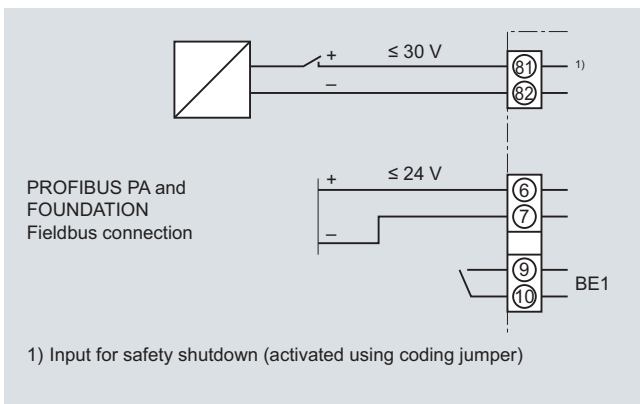 + ≤ 30 V
81 1)
–
82
PROFIBUS PA and
FOUNDATION
Fieldbus connection
+ ≤ 24 V
6
7
–
9
10
BE1
1) Input for safety shutdown (activated using coding jumper)